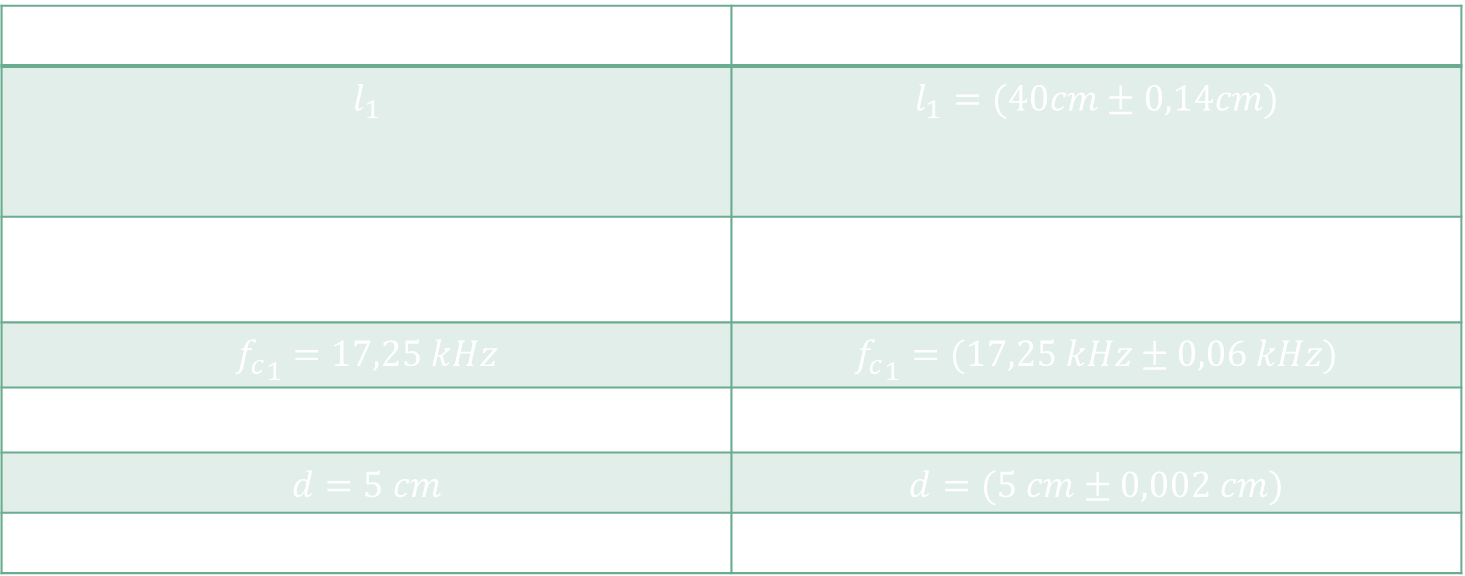 l₁
l₁ = (40cm ± 0,14cm)
f_c₁ = 17,25 kHz
f_c₁ = (17,25 kHz ± 0,06 kHz)
d = 5 cm
d = (5 cm ± 0,002 cm)